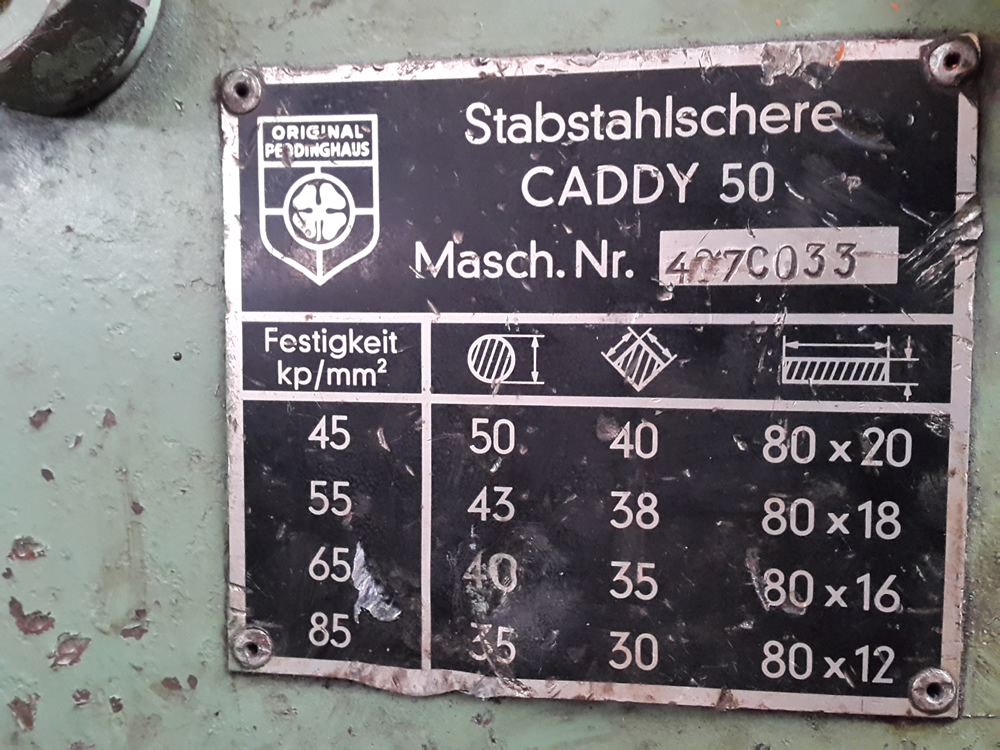 ORIGINAL
PEDDINGHAUS
Stabstahlschere
CADDY 50
Masch. Nr.
Festigkeit
kp/mm²
45 50 40 80 x 20
55 43 38 80 x 18
65 40 35 80 x 16
85 35 30 80 x 12